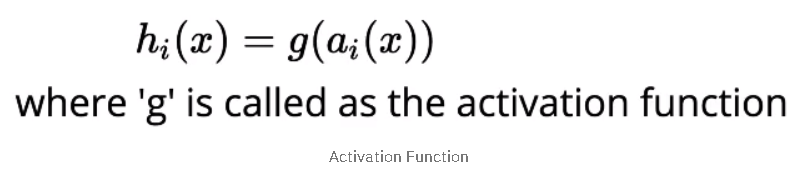 hᵢ(x) = g(aᵢ(x))
where 'g' is called as the activation function
Activation Function